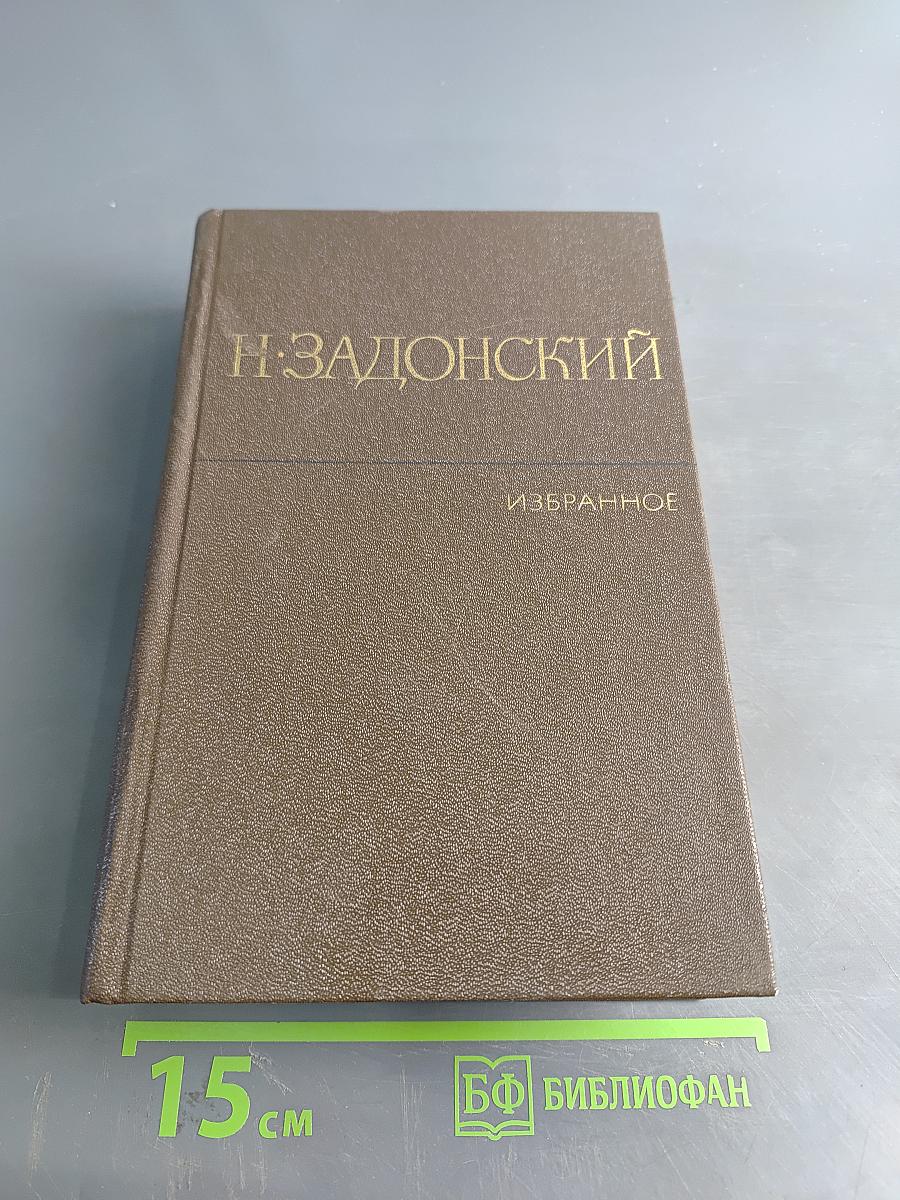 Н·ЗАДОНСКИЙ
ИЗБРАННОЕ
15 см
БФ БИБЛИОФАН